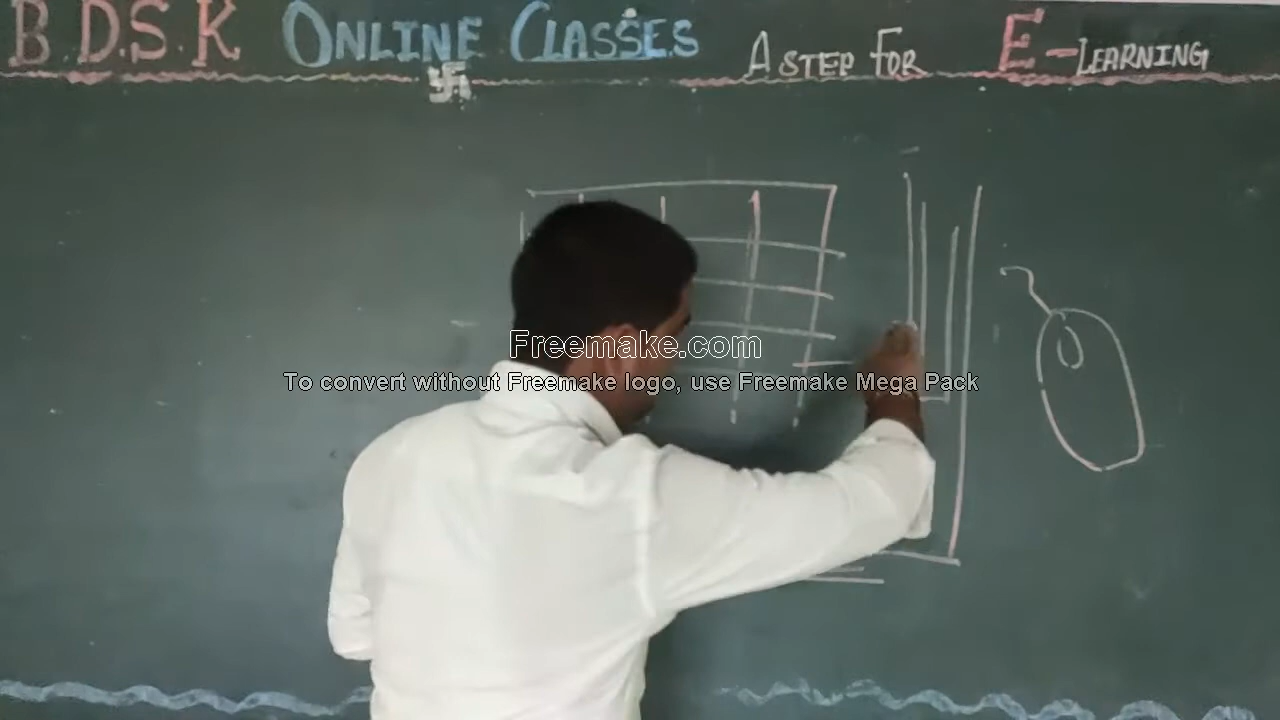 B.D.S.K ONLINE CLASSES A STEP FOR E-LEARNING
Freemake.com
To convert without Freemake logo, use Freemake Mega Pack